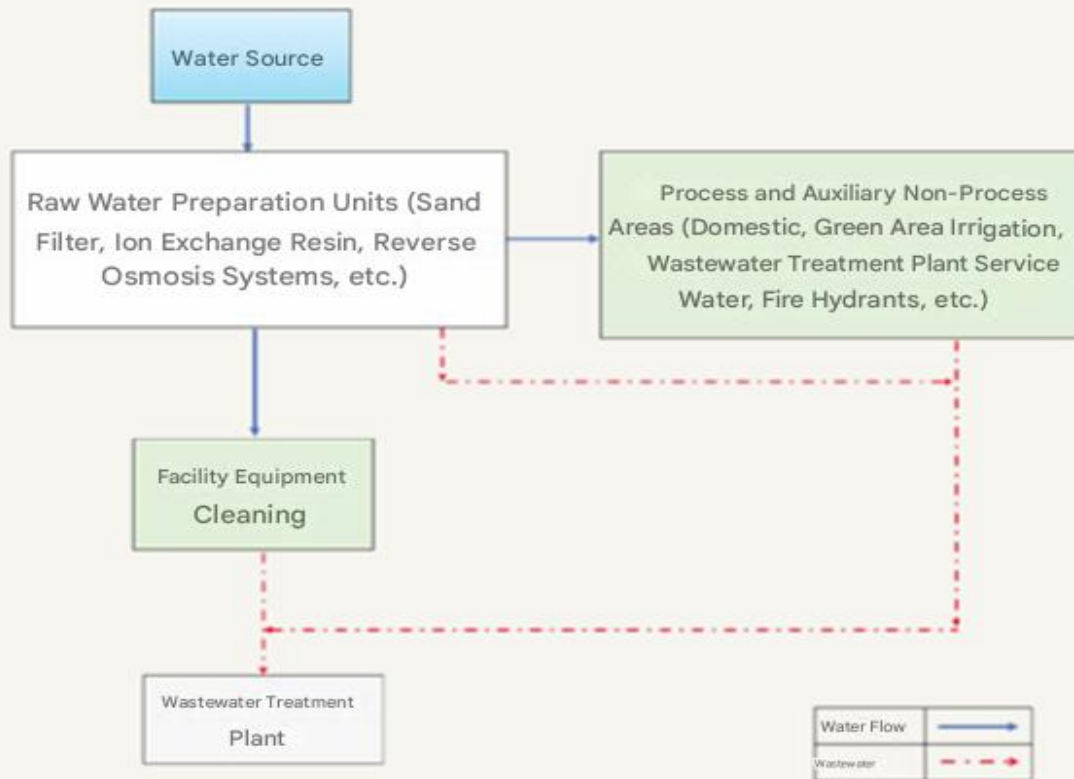 Water Source
Raw Water Preparation Units (Sand
Filter, Ion Exchange Resin, Reverse
Osmosis Systems, etc.)
Process and Auxiliary Non-Process
Areas (Domestic, Green Area Irrigation,
Wastewater Treatment Plant Service
Water, Fire Hydrants, etc.)
Facility Equipment
Cleaning
Wastewater Treatment
Plant
Water Flow
Wastewater